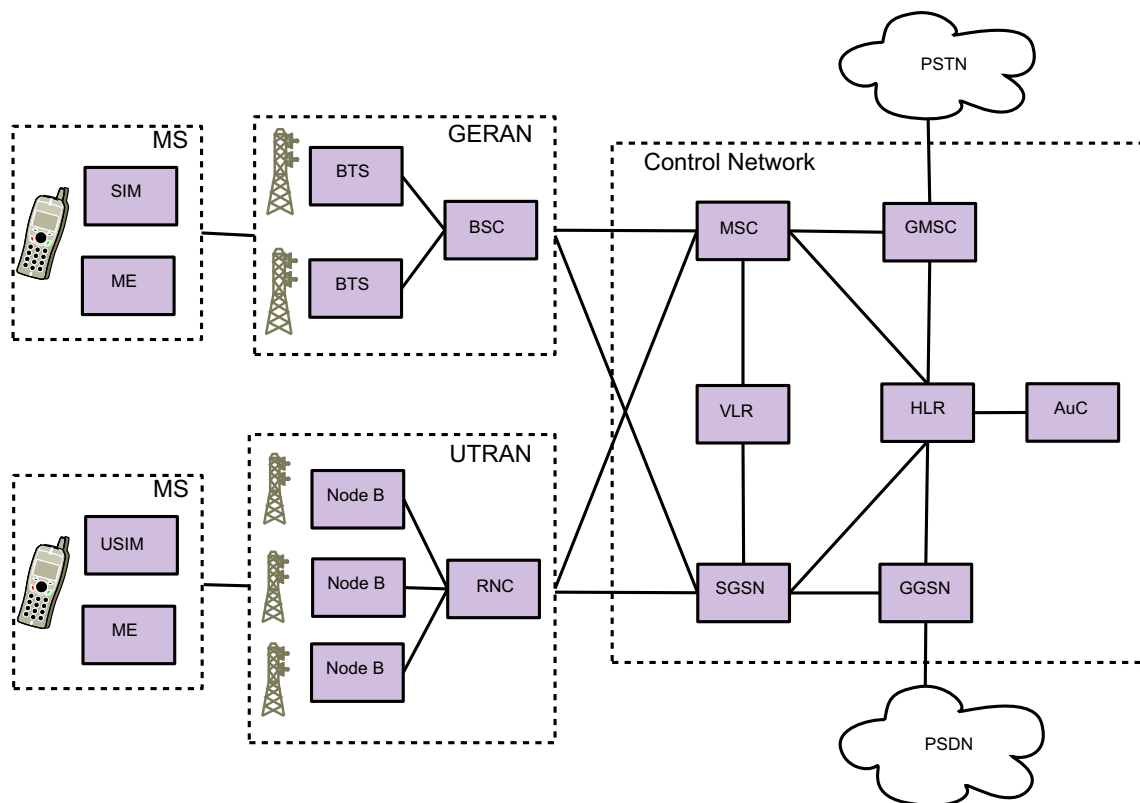 PSTN
MS
GERAN
Control Network
SIM
BTS
BSC
MSC
GMSC
ME
BTS
VLR
HLR
AuC
UTRAN
MS
Node B
USIM
Node B
RNC
SGSN
GGSN
ME
Node B
PSDN